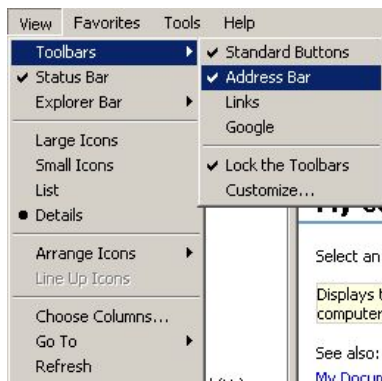 View Favorites Tools Help
Toolbars
Status Bar
Explorer Bar
Large Icons
Small Icons
List
Details
Arrange Icons
Line Up Icons
Choose Columns...
Go To
Refresh
Standard Buttons
Address Bar
Links
Google
Lock the Toolbars
Customize...
Select an
Displays
computer
See also: